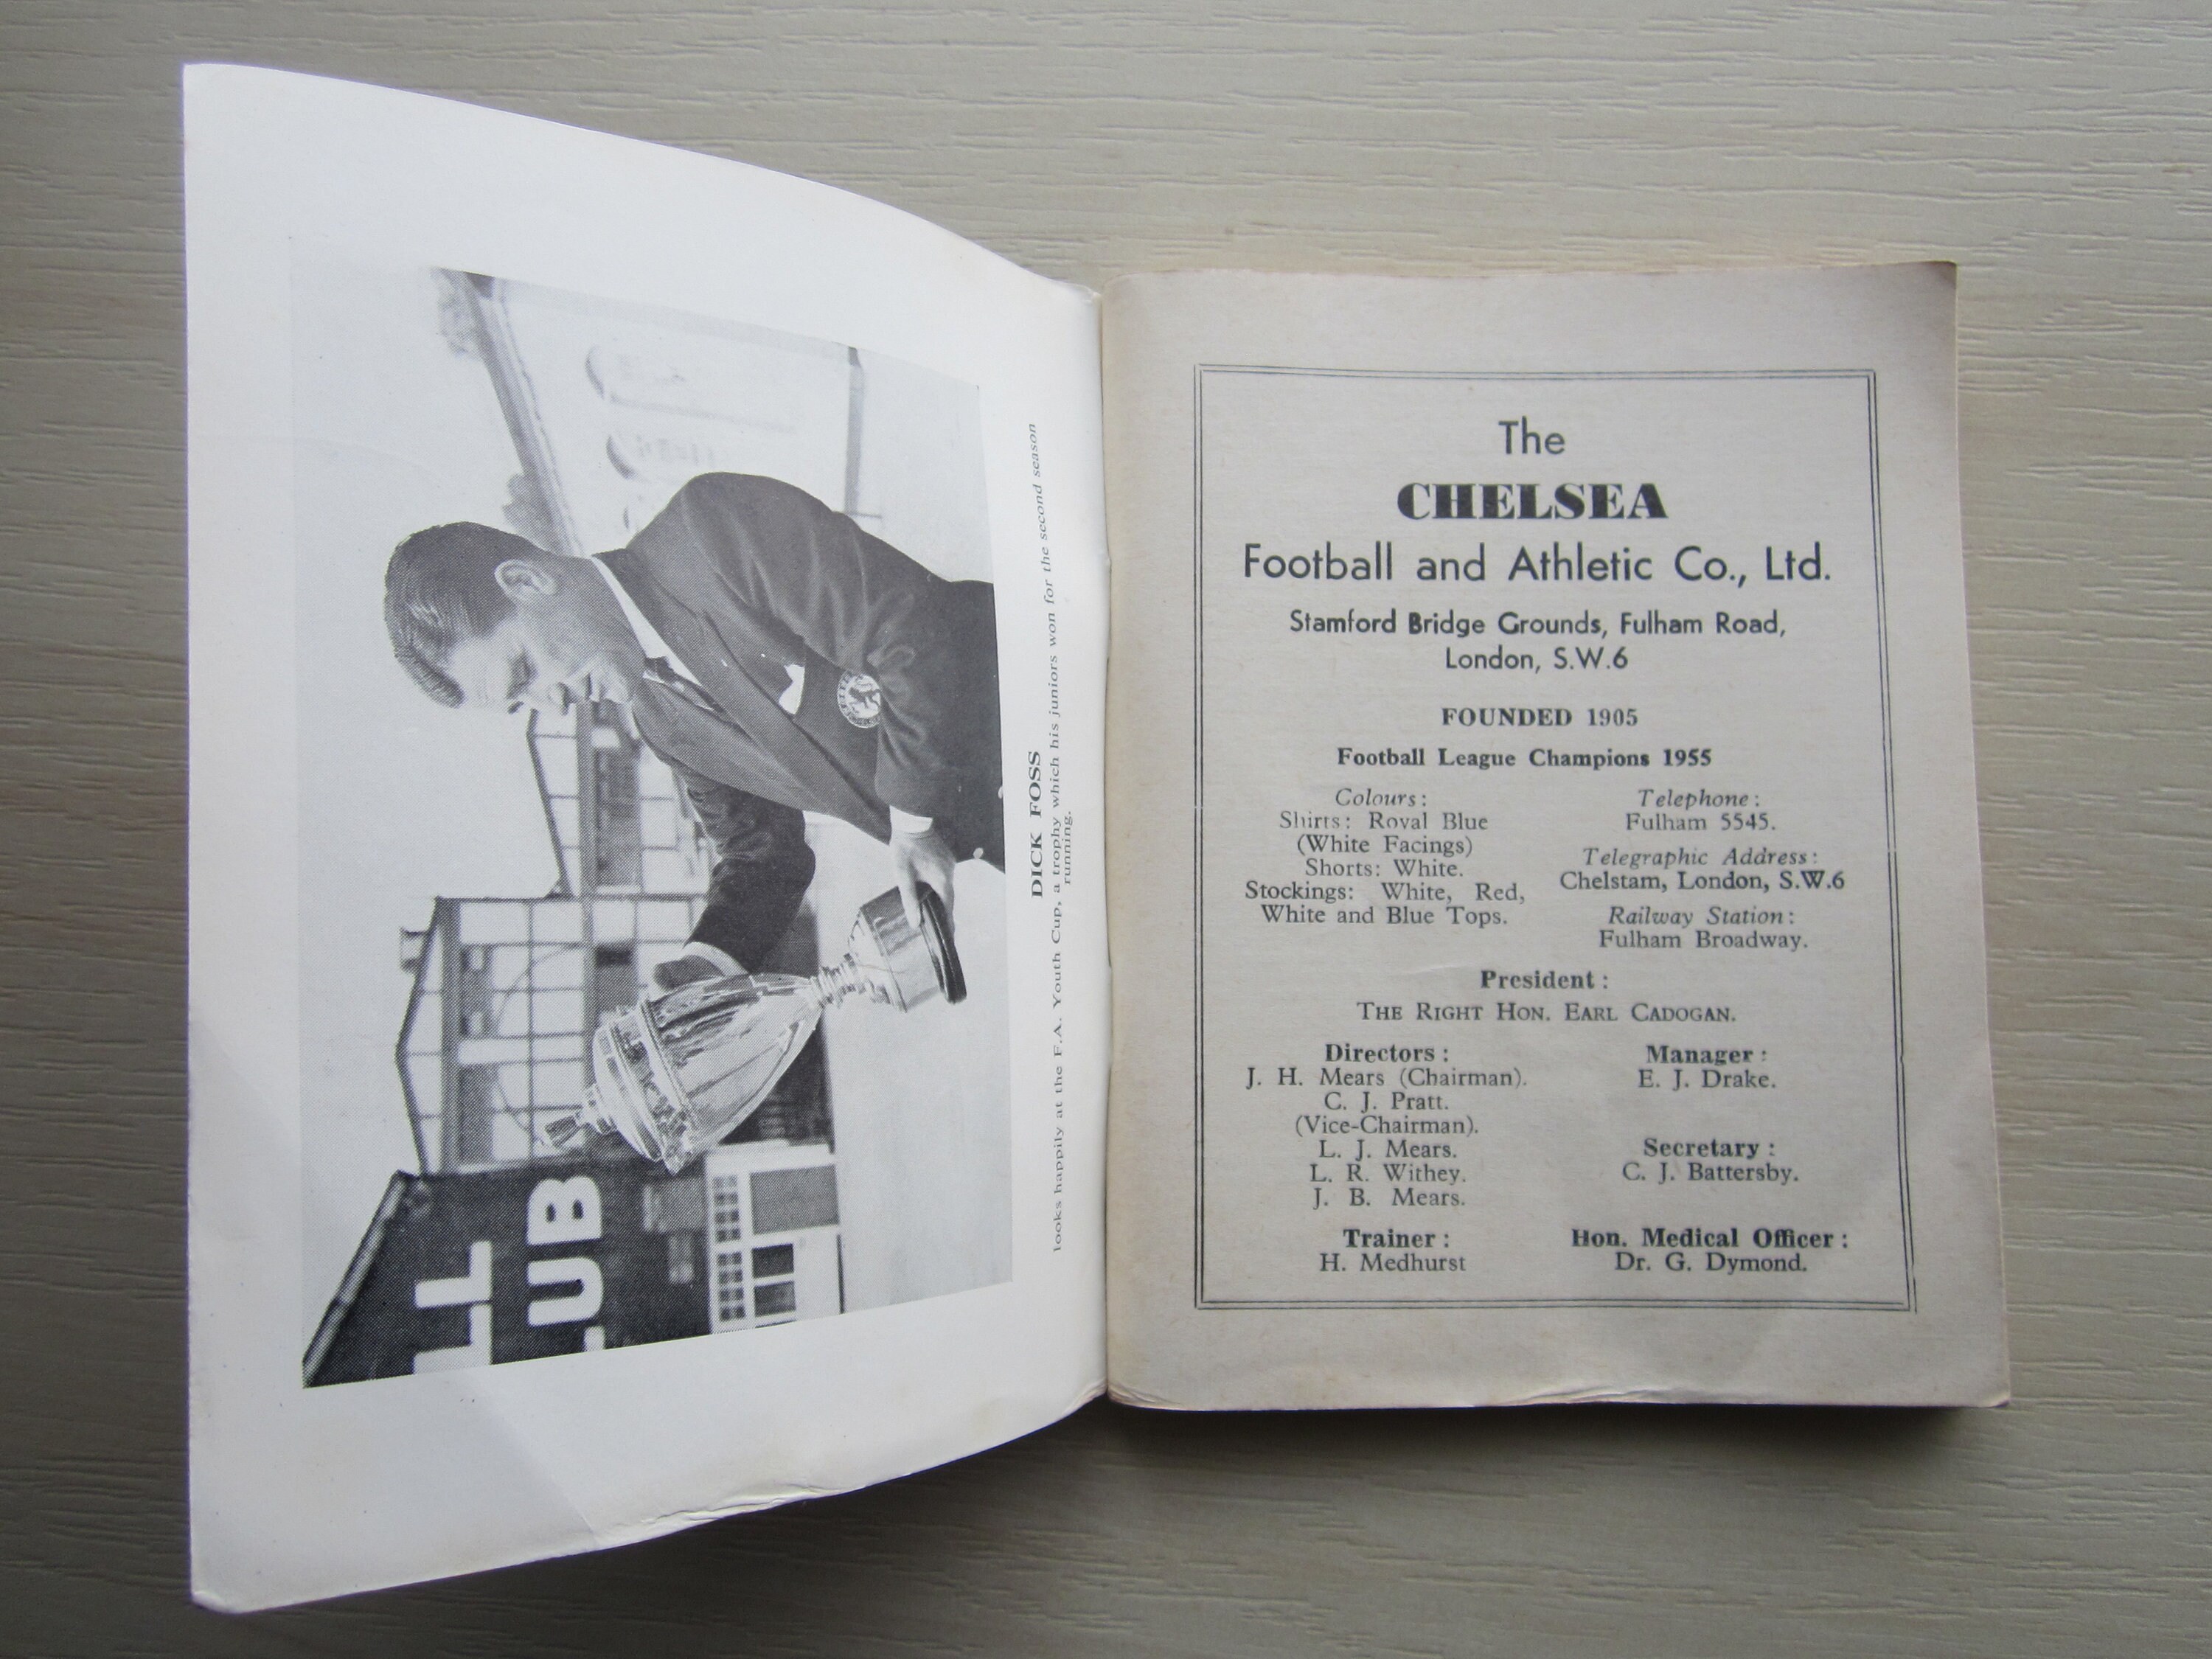 LL
LUB
DICK FOSS
looks happily at the F.A. Youth Cup, a trophy which his juniors won for the second season
running.
The
CHELSEA
Football and Athletic Co., Ltd.
Stamford Bridge Grounds, Fulham Road,
London, S.W.6
FOUNDED 1905
Football League Champions 1955
Colours:
Shirts: Royal Blue
(White Facings)
Shorts: White.
Stockings: White, Red,
White and Blue Tops.
Telephone:
Fulham 5545.
Telegraphic Address:
Chelstam, London, S.W.6
Railway Station:
Fulham Broadway.
President:
THE RIGHT HON. EARL CADOGAN.
Directors:
J. H. Mears (Chairman).
C. J. Pratt.
(Vice-Chairman).
L. J. Mears.
L. R. Withey.
J. B. Mears.
Manager:
E. J. Drake.
Secretary:
C. J. Battersby.
Trainer:
H. Medhurst
Hon. Medical Officer:
Dr. G. Dymond.